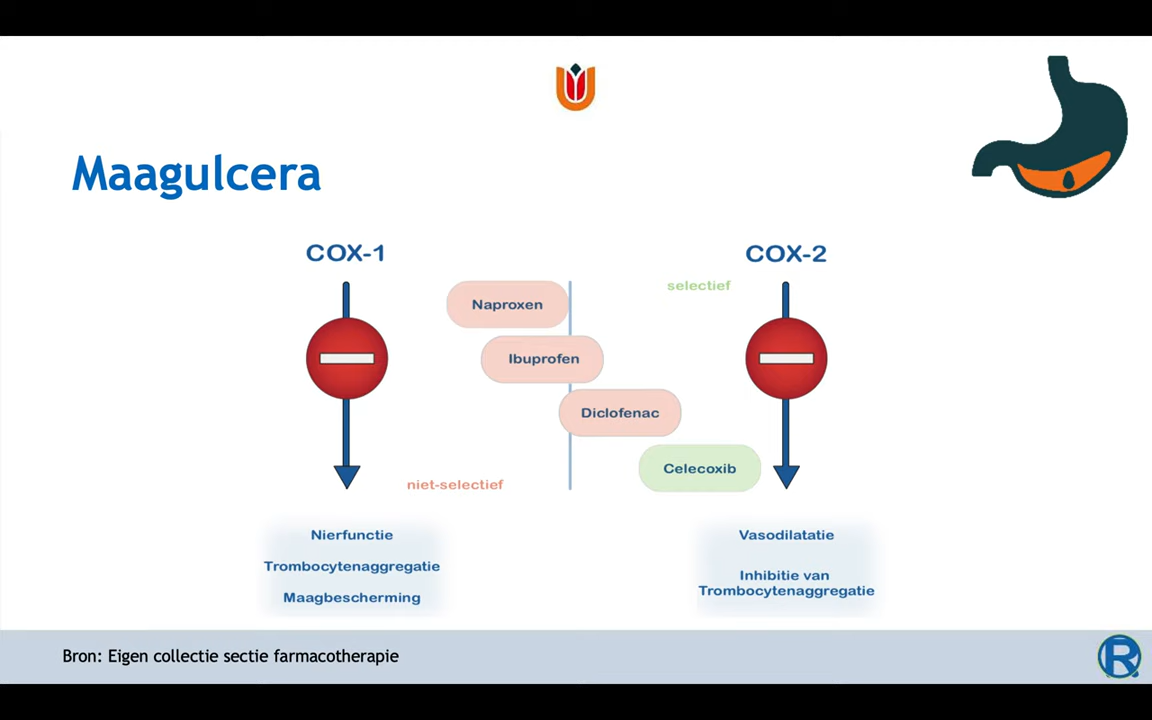 Maagulcera
COX-1
COX-2
selectief
Naproxen
Ibuprofen
Diclofenac
Celecoxib
niet-selectief
Nierfunctie
Trombocytenaggregatie
Maagbescherming
Vasodilatatie
Inhibitie van
Trombocytenaggregatie
Bron: Eigen collectie sectie farmacotherapie
R